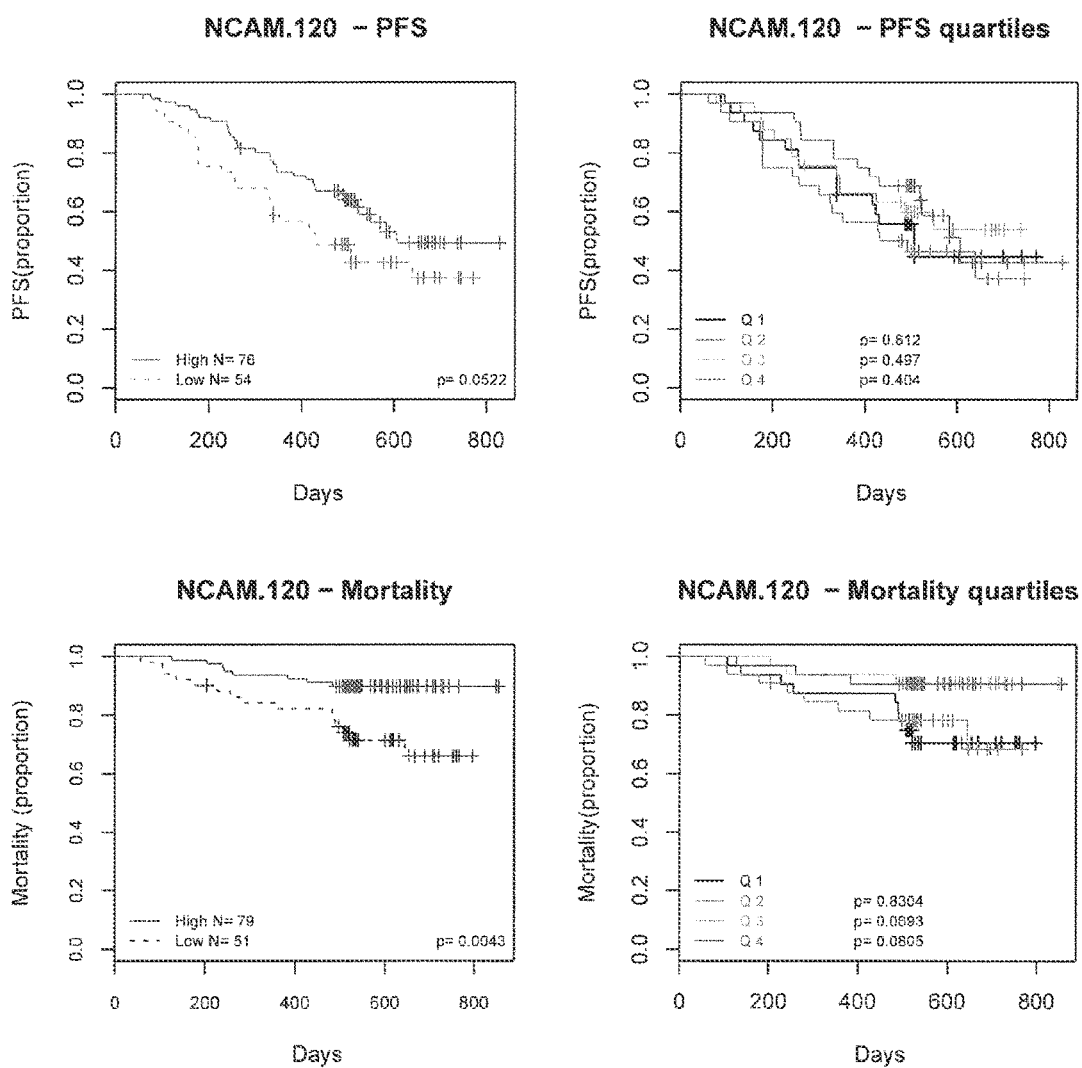 NCAM.120 − PFS
PFS(proportion)
1.0
0.8
0.6
0.4
0.2
0.0
High N= 76
Low N= 54
p= 0.0522
0 200 400 600 800
Days
NCAM.120 − PFS quartiles
PFS(proportion)
1.0
0.8
0.6
0.4
0.2
0.0
Q 1
Q 2 p= 0.812
Q 3 p= 0.497
Q 4 p= 0.404
0 200 400 600 800
Days
NCAM.120 − Mortality
Mortality (proportion)
1.0
0.8
0.6
0.4
0.2
0.0
High N= 79
Low N= 51
p= 0.0043
0 200 400 600 800
Days
NCAM.120 − Mortality quartiles
Mortality(proportion)
1.0
0.8
0.6
0.4
0.2
0.0
Q 1
Q 2 p= 0.8304
Q 3
Q 4 p= 0.0805
0 200 400 600 800
Days